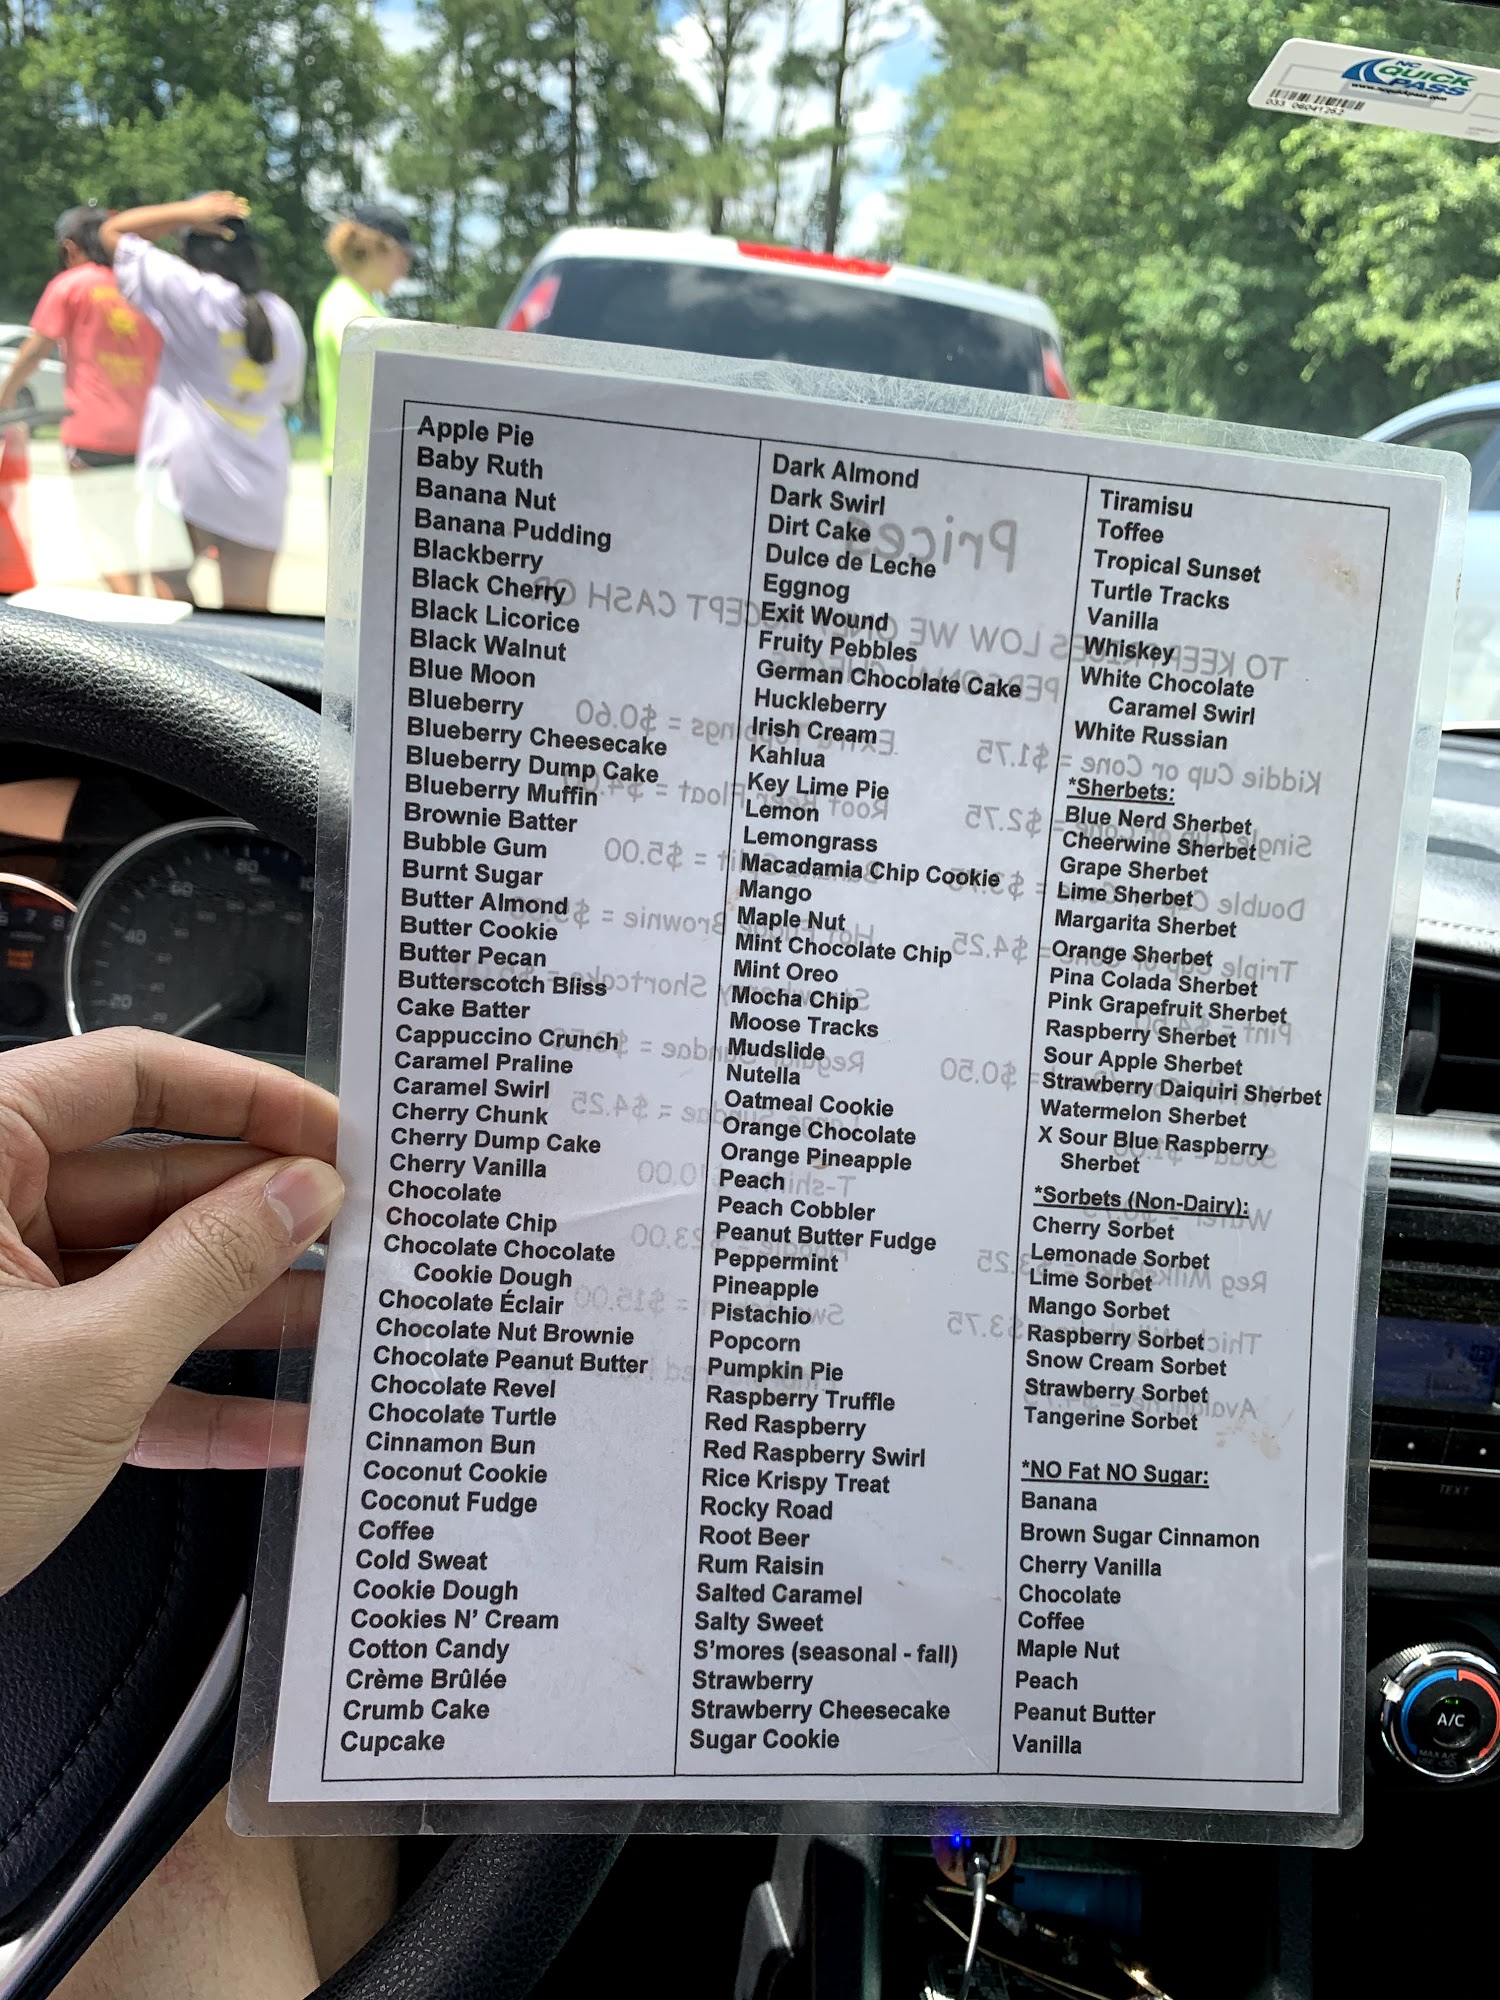 NC
QUICK
PASS
www.ncquickpass.com
Apple Pie
Baby Ruth
Banana Nut
Banana Pudding
Blackberry
Black Cherry
Black Licorice
Black Walnut
Blue Moon
Blueberry
Blueberry Cheesecake
Blueberry Dump Cake
Blueberry Muffin
Brownie Batter
Bubble Gum
Burnt Sugar
Butter Almond
Butter Cookie
Butter Pecan
Butterscotch Bliss
Cake Batter
Cappuccino Crunch
Caramel Praline
Caramel Swirl
Cherry Chunk
Cherry Dump Cake
Cherry Vanilla
Chocolate
Chocolate Chip
Chocolate Chocolate
Cookie Dough
Chocolate Éclair
Chocolate Nut Brownie
Chocolate Peanut Butter
Chocolate Revel
Chocolate Turtle
Cinnamon Bun
Coconut Cookie
Coconut Fudge
Coffee
Cold Sweat
Cookie Dough
Cookies N' Cream
Cotton Candy
Crème Brûlée
Crumb Cake
Cupcake
Dark Almond
Dark Swirl
Dirt Cake
Dulce de Leche
Eggnog
Exit Wound
Fruity Pebbles
German Chocolate Cake
Huckleberry
Irish Cream
Kahlua
Key Lime Pie
Lemon
Lemongrass
Macadamia Chip Cookie
Mango
Maple Nut
Mint Chocolate Chip
Mint Oreo
Mocha Chip
Moose Tracks
Mudslide
Nutella
Oatmeal Cookie
Orange Chocolate
Orange Pineapple
Peach
Peach Cobbler
Peanut Butter Fudge
Peppermint
Pineapple
Pistachio
Popcorn
Pumpkin Pie
Raspberry Truffle
Red Raspberry
Red Raspberry Swirl
Rice Krispy Treat
Rocky Road
Root Beer
Rum Raisin
Salted Caramel
Salty Sweet
S'mores (seasonal - fall)
Strawberry
Strawberry Cheesecake
Sugar Cookie
Tiramisu
Toffee
Tropical Sunset
Turtle Tracks
Vanilla
Whiskey
White Chocolate
Caramel Swirl
White Russian
*Sherbets:
Blue Nerd Sherbet
Cheerwine Sherbet
Grape Sherbet
Lime Sherbet
Margarita Sherbet
Orange Sherbet
Pina Colada Sherbet
Pink Grapefruit Sherbet
Raspberry Sherbet
Sour Apple Sherbet
Strawberry Daiquiri Sherbet
Watermelon Sherbet
X Sour Blue Raspberry
Sherbet
*Sorbets (Non-Dairy):
Cherry Sorbet
Lemonade Sorbet
Lime Sorbet
Mango Sorbet
Raspberry Sorbet
Snow Cream Sorbet
Strawberry Sorbet
Tangerine Sorbet
*NO Fat NO Sugar:
Banana
Brown Sugar Cinnamon
Cherry Vanilla
Chocolate
Coffee
Maple Nut
Peach
Peanut Butter
Vanilla
TEXT
A/C
MAX A/C